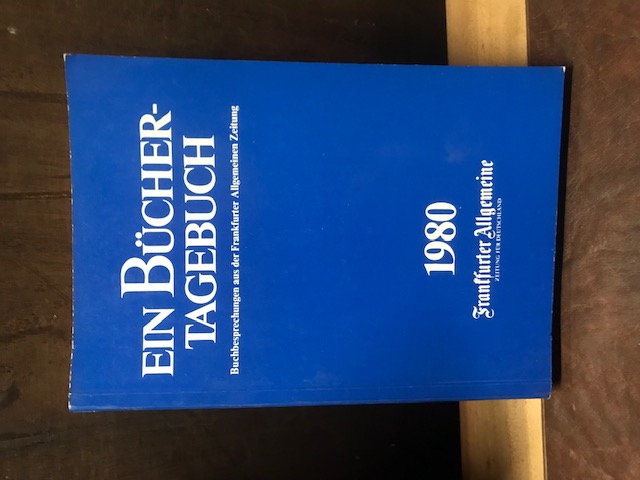 EIN BÜCHER-
TAGEBUCH
Buchbesprechungen aus der Frankfurter Allgemeinen Zeitung
1980
Frankfurter Allgemeine
ZEITUNG FÜR DEUTSCHLAND